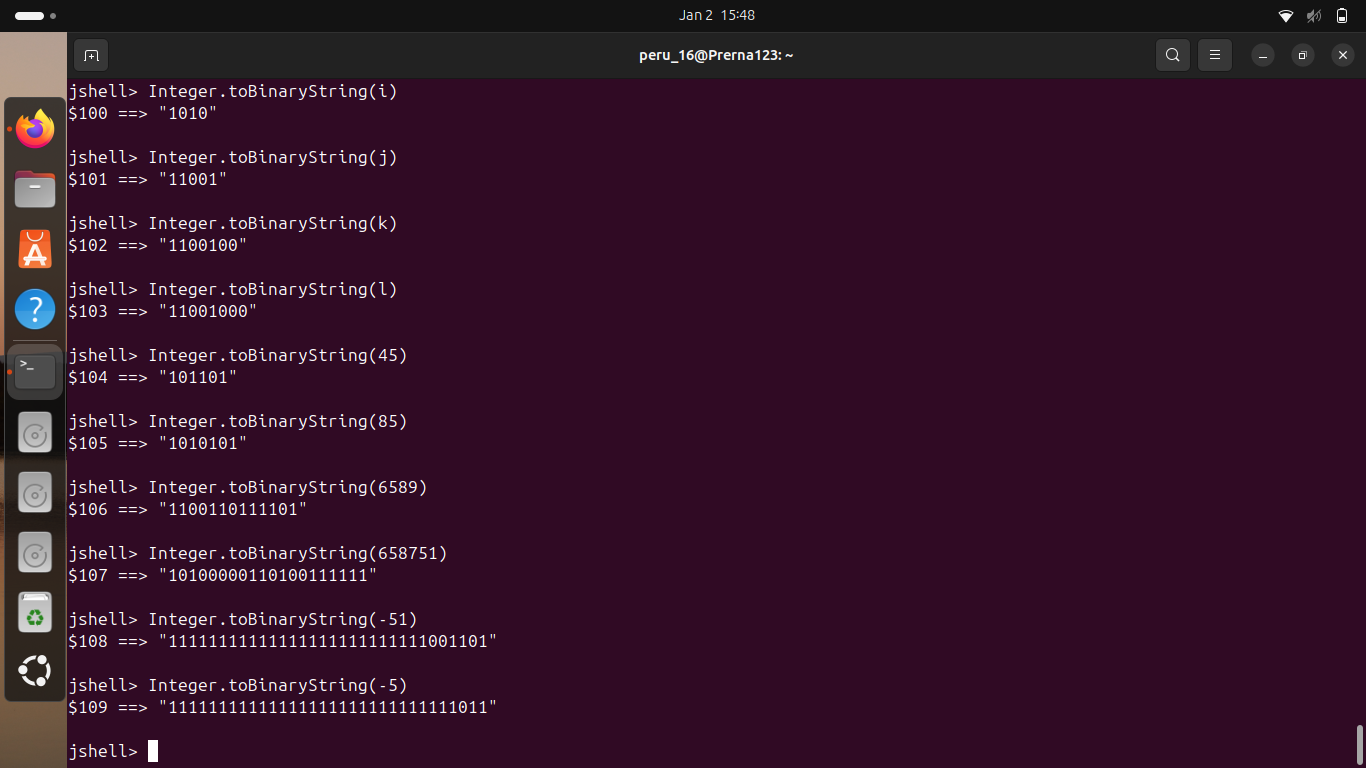 Jan 2 15:48
peru_16@Prerna123: ~
jshell> Integer.toBinaryString(i)
$100 ==> "1010"
jshell> Integer.toBinaryString(j)
$101 ==> "11001"
jshell> Integer.toBinaryString(k)
$102 ==> "1100100"
jshell> Integer.toBinaryString(l)
$103 ==> "11001000"
jshell> Integer.toBinaryString(45)
$104 ==> "101101"
jshell> Integer.toBinaryString(85)
$105 ==> "1010101"
jshell> Integer.toBinaryString(6589)
$106 ==> "1100110111101"
jshell> Integer.toBinaryString(658751)
$107 ==> "10100000110100111111"
jshell> Integer.toBinaryString(-51)
$108 ==> "11111111111111111111111111001101"
jshell> Integer.toBinaryString(-5)
$109 ==> "11111111111111111111111111111011"
jshell>